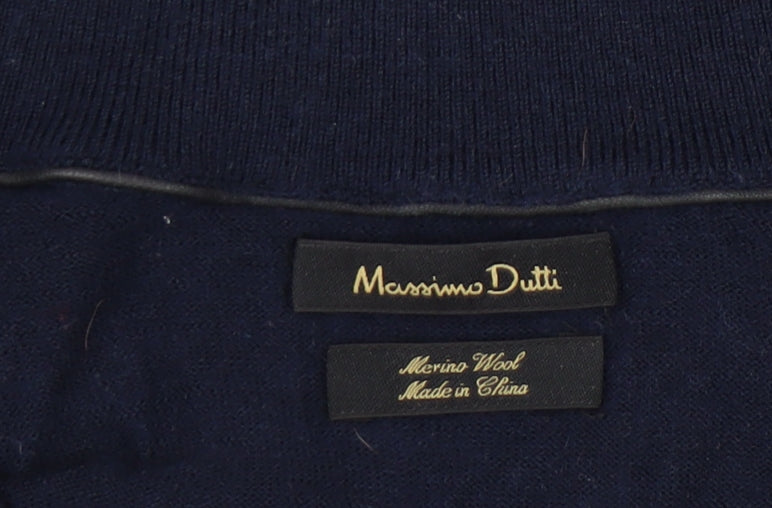 Massimo Dutti
Merino Wool
Made in China